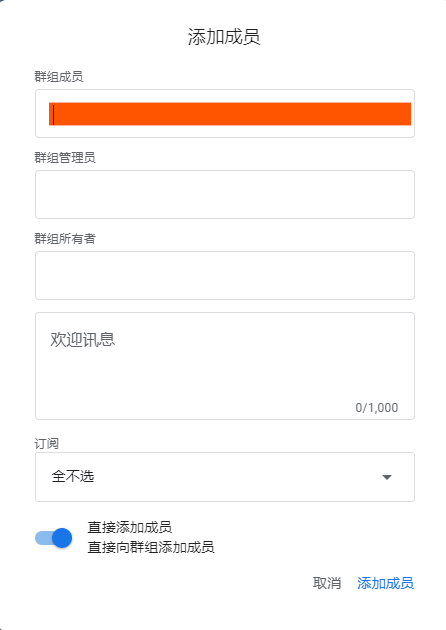 添加成员
群组成员
群组管理员
群组所有者
欢迎讯息
0/1,000
订阅
全不选
直接添加成员
直接向群组添加成员
取消 添加成员